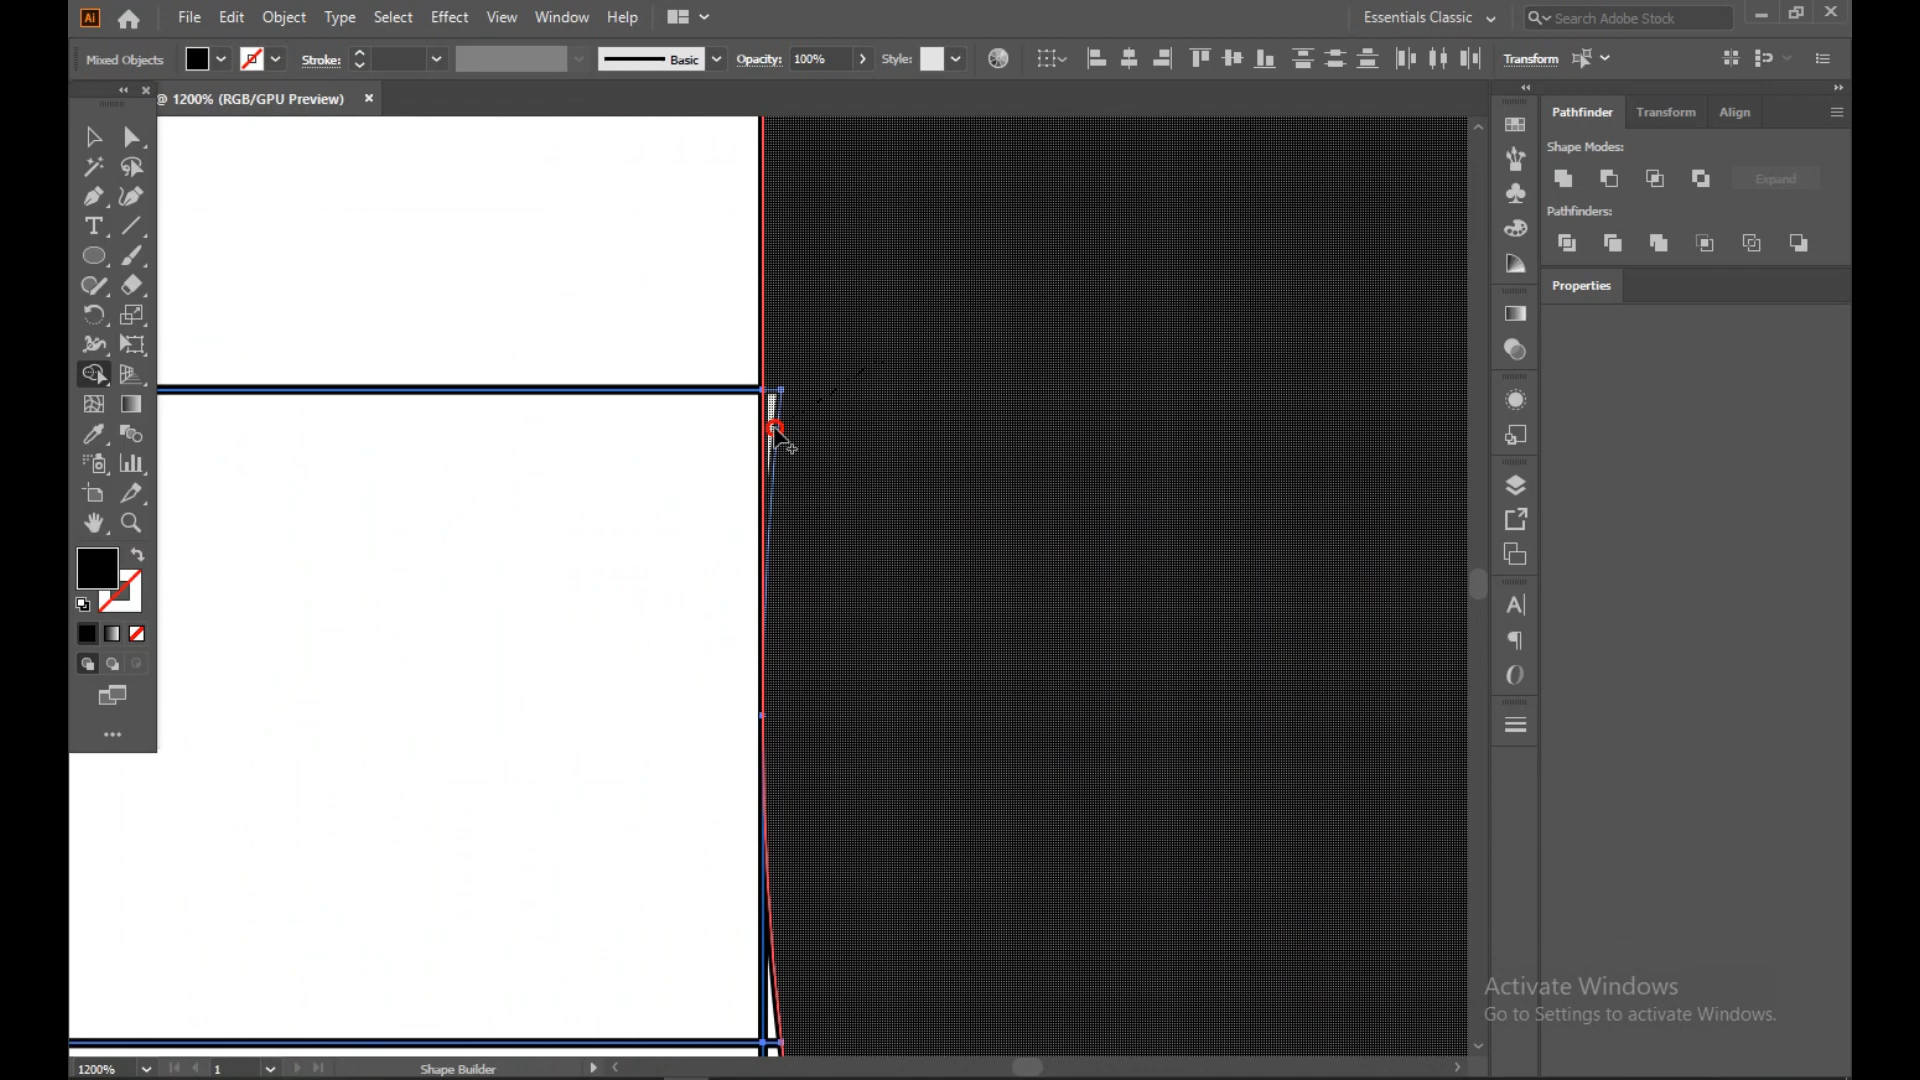 Ai File Edit Object Type Select Effect View Window Help Essentials Classic Search Adobe Stock
Mixed Objects Stroke: Basic Opacity: 100% Style: Transform
@ 1200% (RGB/GPU Preview)
Pathfinder Transform Align
Shape Modes:
Expand
Pathfinders:
Properties
Activate Windows
Go to Settings to activate Windows.
1200% 1 Shape Builder